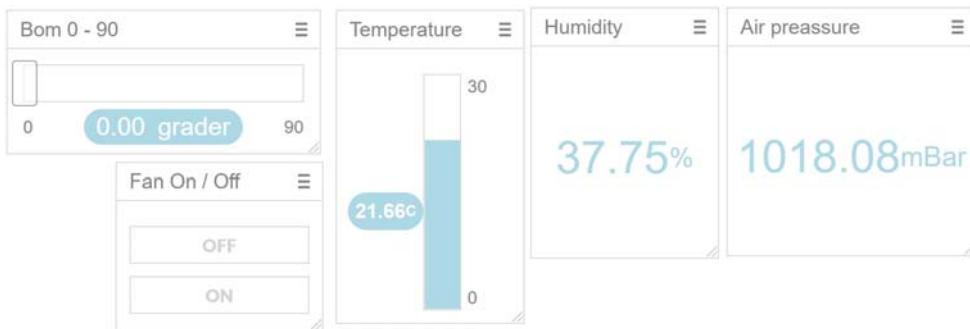 Bom 0 - 90
0
0.00 grader
90
Fan On / Off
OFF
ON
Temperature
30
21.66C
0
Humidity
37.75%
Air preassure
1018.08mBar